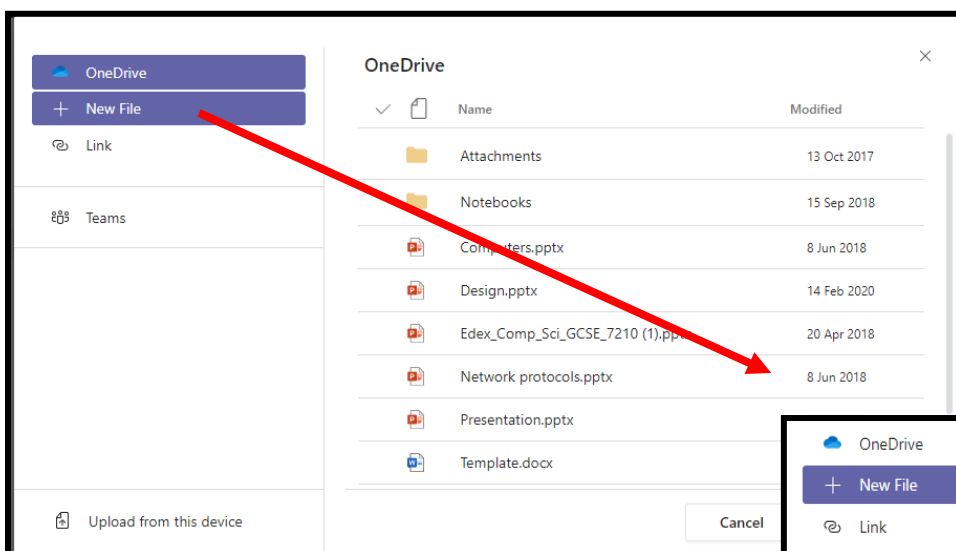 OneDrive
New File
Link
Teams
Upload from this device
OneDrive
Name Modified
Attachments 13 Oct 2017
Notebooks 15 Sep 2018
Computers.pptx 8 Jun 2018
Design.pptx 14 Feb 2020
Edex_Comp_Sci_GCSE_7210 (1).pptx 20 Apr 2018
Network protocols.pptx 8 Jun 2018
Presentation.pptx
Template.docx
Cancel
OneDrive
New File
Link